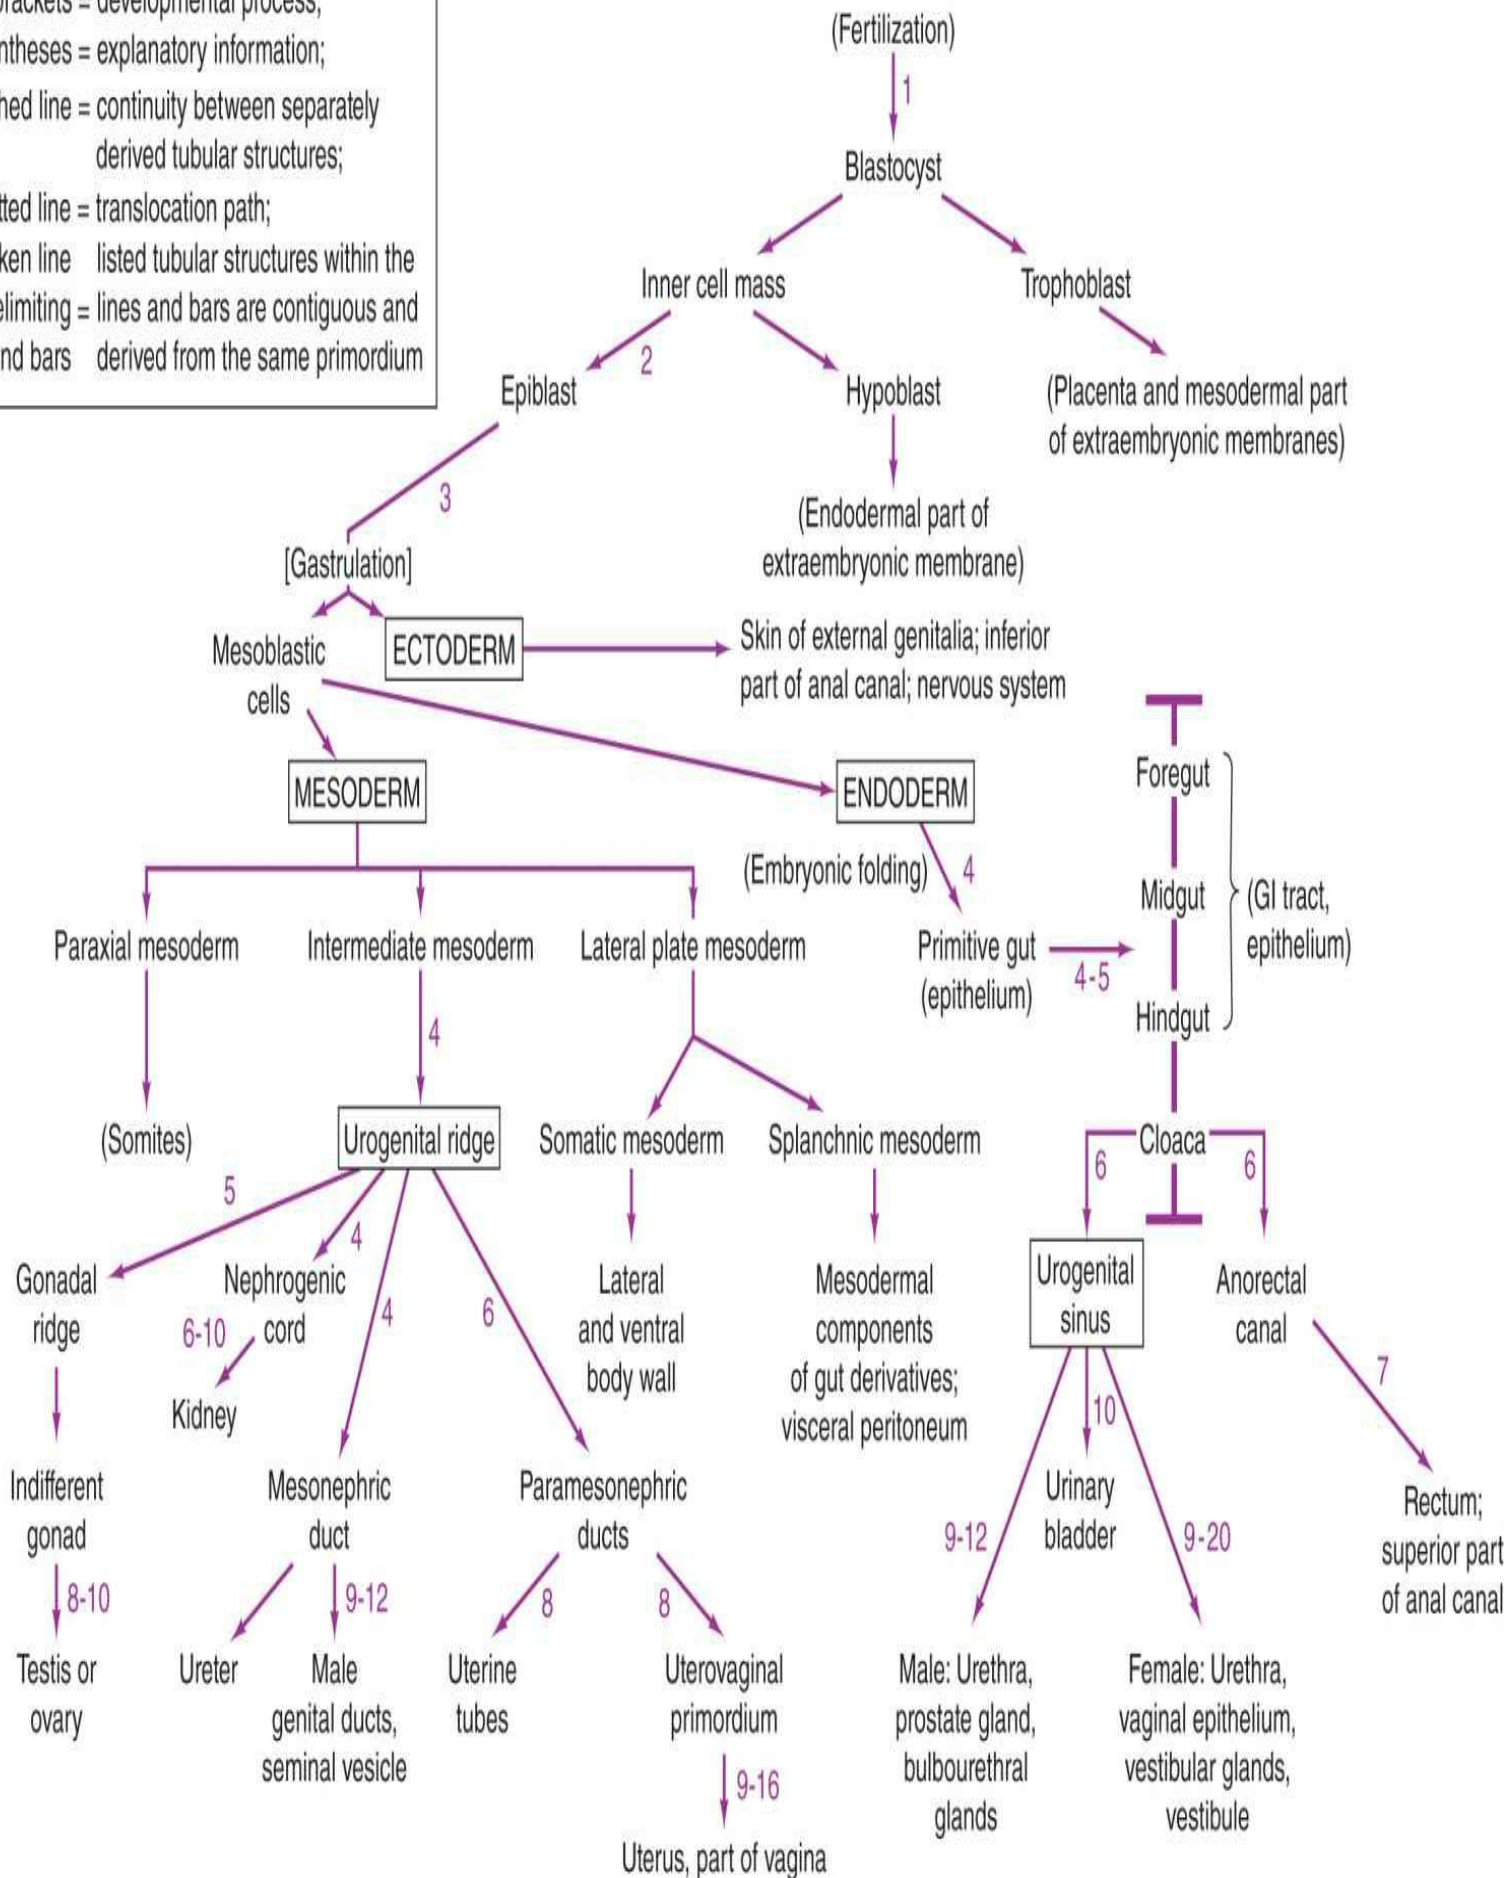 = developmental process;
= explanatory information;
line = continuity between separately
derived tubular structures;
line = translocation path;
line listed tubular structures within the
= lines and bars are contiguous and
bars derived from the same primordium
(Fertilization)
1
Blastocyst
Inner cell mass
Trophoblast
2
Epiblast
Hypoblast
(Placenta and mesodermal part
of extraembryonic membranes)
3
(Endodermal part of
extraembryonic membrane)
[Gastrulation]
Mesoblastic
cells
ECTODERM
Skin of external genitalia; inferior
part of anal canal; nervous system
MESODERM
ENDODERM
Foregut
(Embryonic folding)
4
Midgut
(GI tract,
epithelium)
Paraxial mesoderm
Intermediate mesoderm
Lateral plate mesoderm
Primitive gut
(epithelium)
4-5
Hindgut
4
(Somites)
Urogenital ridge
Somatic mesoderm
Splanchnic mesoderm
Cloaca
6
6
5
4
4
6
Gonadal
ridge
Nephrogenic
cord
6-10
Kidney
Lateral
and ventral
body wall
Mesodermal
components
of gut derivatives;
visceral peritoneum
Urogenital
sinus
Anorectal
canal
7
10
Indifferent
gonad
Mesonephric
duct
Paramesonephric
ducts
Urinary
bladder
Rectum;
superior part
of anal canal
9-12
9-20
8-10
9-12
8
8
Testis or
ovary
Ureter
Male
genital ducts,
seminal vesicle
Uterine
tubes
Uterovaginal
primordium
Male: Urethra,
prostate gland,
bulbourethral
glands
Female: Urethra,
vaginal epithelium,
vestibular glands,
vestibule
9-16
Uterus, part of vagina